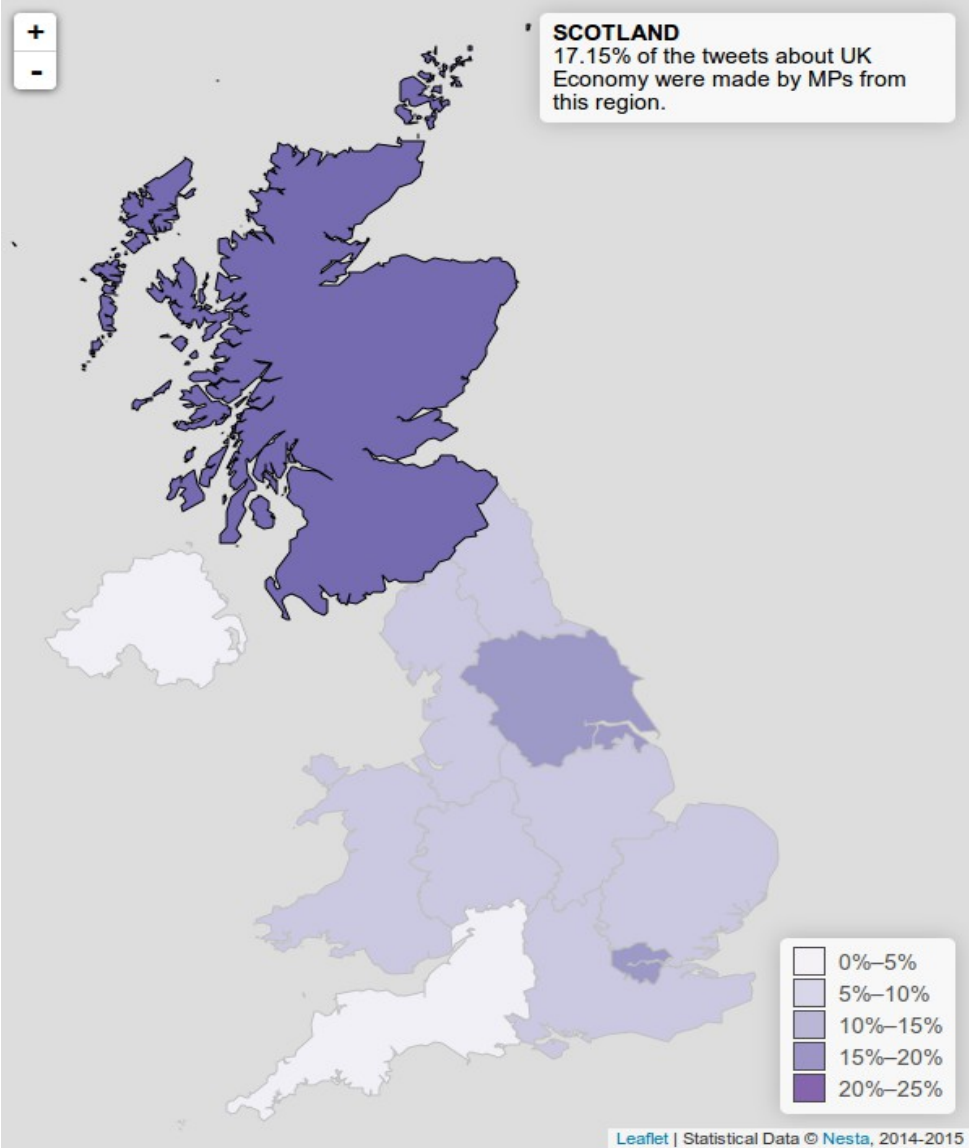 +
-
SCOTLAND
17.15% of the tweets about UK
Economy were made by MPs from
this region.
0%–5%
5%–10%
10%–15%
15%–20%
20%–25%
Leaflet | Statistical Data © Nesta, 2014-2015